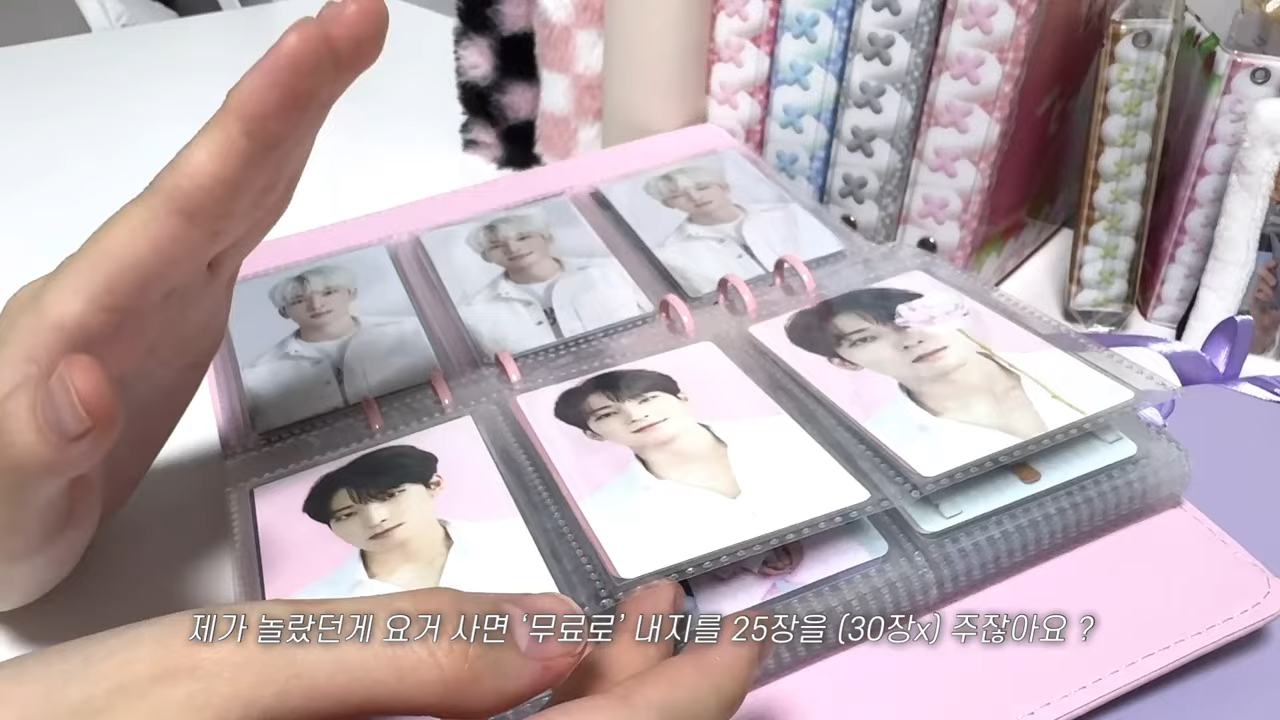 제가 놀랐던게 요거 사면 ‘무료로’ 내지를 25장을 (30장x) 주잖아요 ?